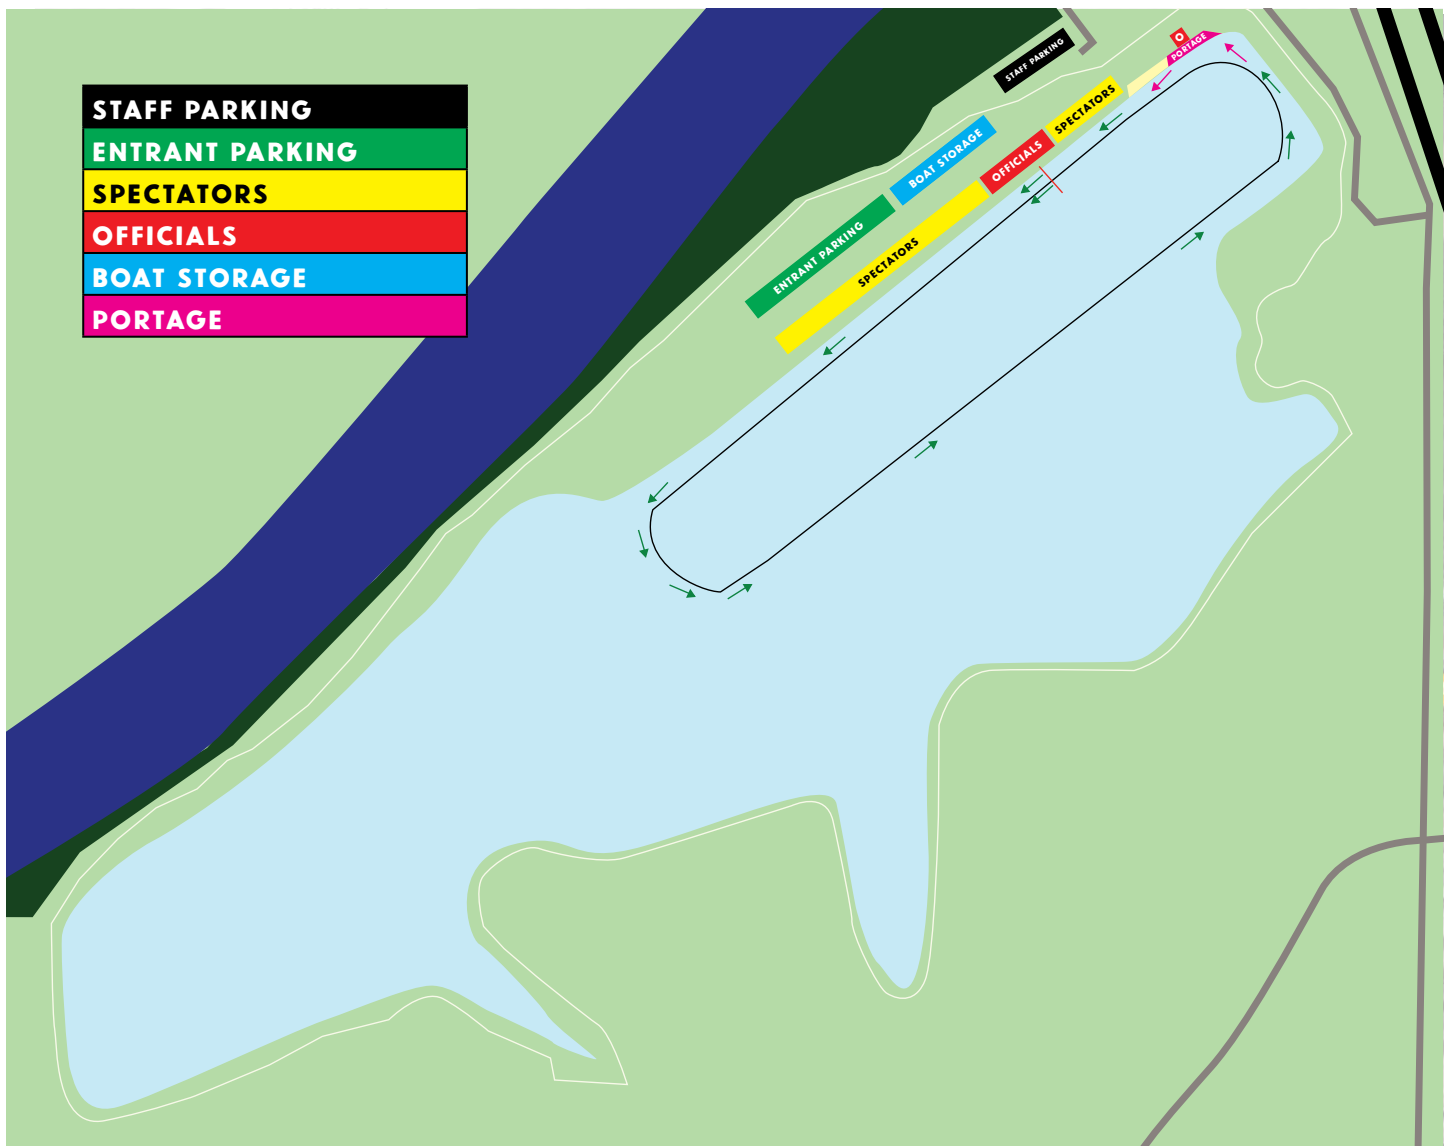 STAFF PARKING
ENTRANT PARKING
SPECTATORS
OFFICIALS
BOAT STORAGE
PORTAGE
O
PORTAGE
STAFF PARKING
SPECTATORS
BOAT STORAGE
OFFICIALS
ENTRANT PARKING
SPECTATORS